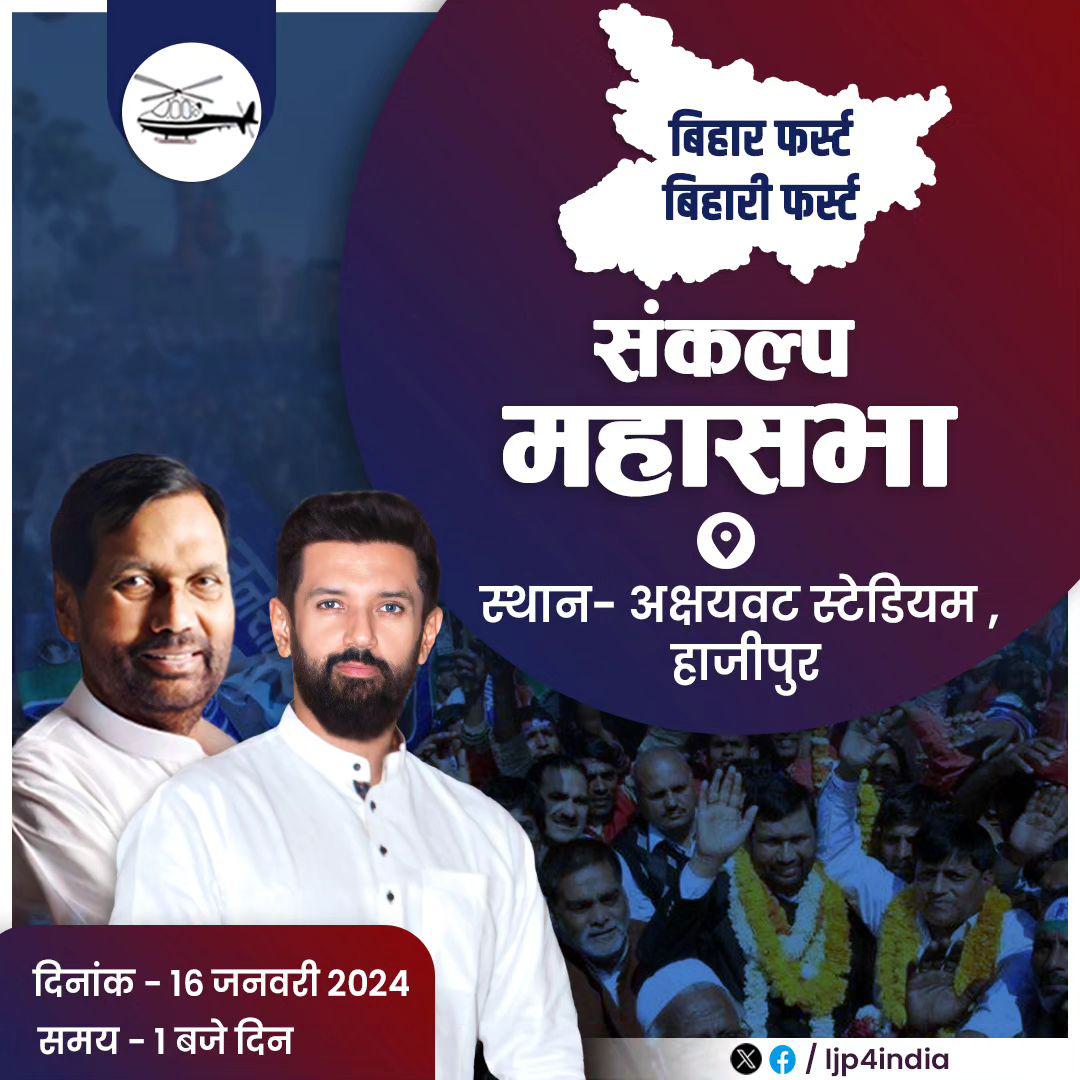 बिहार फर्स्ट
बिहारी फर्स्ट
संकल्प
महासभा
स्थान- अक्षयवट स्टेडियम ,
हाजीपुर
दिनांक - 16 जनवरी 2024
समय - 1 बजे दिन
/ ljp4india